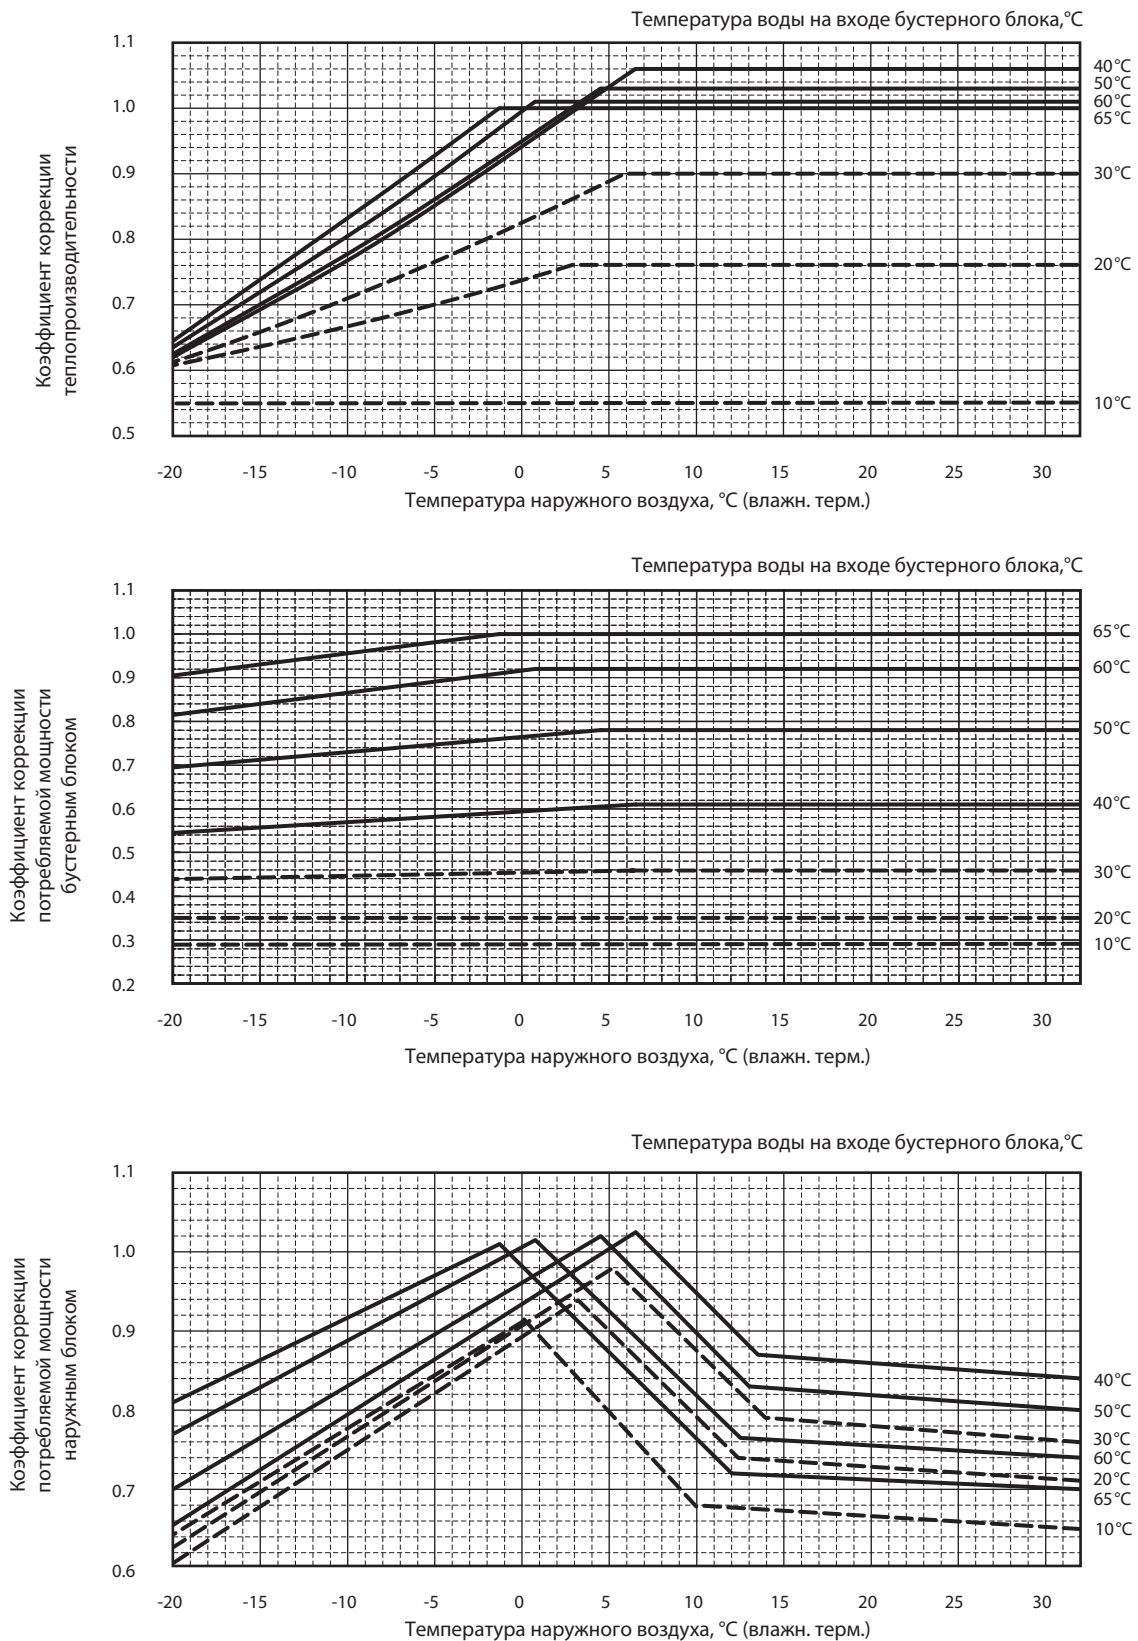 Температура воды на входе бустерного блока,°C
1.1
1.0
0.9
0.8
0.7
0.6
0.5
Коэффициент коррекции
теплопроизводительности
40°C
50°C
60°C
65°C
30°C
20°C
10°C
-20 -15 -10 -5 0 5 10 15 20 25 30
Температура наружного воздуха, °C (влажн. терм.)
Температура воды на входе бустерного блока,°C
1.1
1.0
0.9
0.8
0.7
0.6
0.5
0.4
0.3
0.2
Коэффициент коррекции
потребляемой мощности
бустерным блоком
65°C
60°C
50°C
40°C
30°C
20°C
10°C
-20 -15 -10 -5 0 5 10 15 20 25 30
Температура наружного воздуха, °C (влажн. терм.)
Температура воды на входе бустерного блока,°C
1.1
1.0
0.9
0.8
0.7
0.6
Коэффициент коррекции
потребляемой мощности
наружным блоком
40°C
50°C
30°C
60°C
20°C
65°C
10°C
-20 -15 -10 -5 0 5 10 15 20 25 30
Температура наружного воздуха, °C (влажн. терм.)